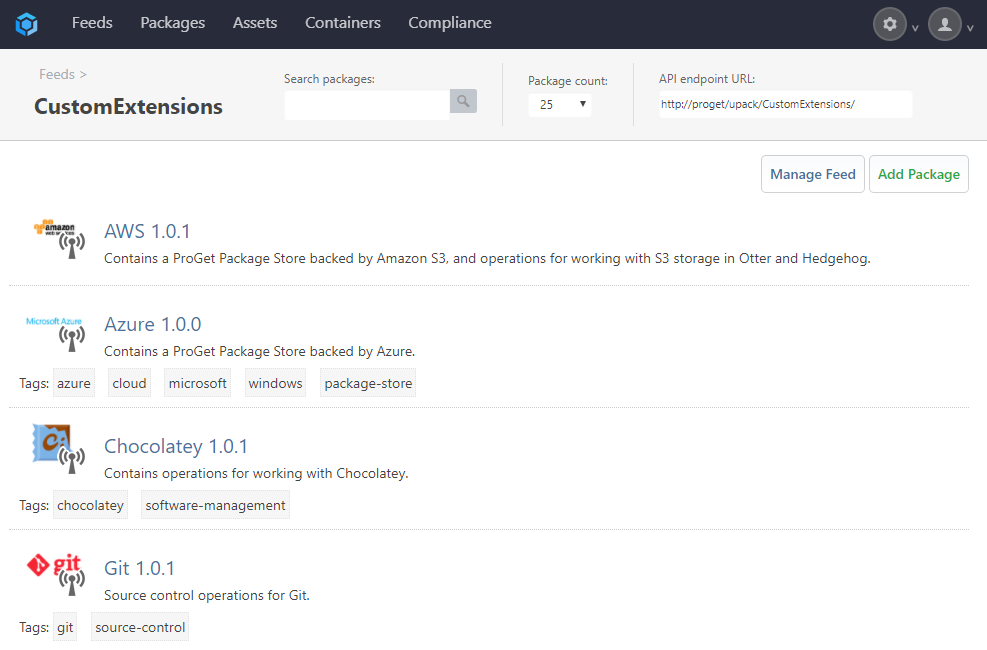 Feeds Packages Assets Containers Compliance
Feeds >
CustomExtensions
Search packages:
Package count:
25
API endpoint URL:
http://proget/upack/CustomExtensions/
Manage Feed Add Package
amazon
AWS 1.0.1
Contains a ProGet Package Store backed by Amazon S3, and operations for working with S3 storage in Otter and Hedgehog.
Microsoft Azure
Azure 1.0.0
Contains a ProGet Package Store backed by Azure.
Tags: azure cloud microsoft windows package-store
Chocolatey 1.0.1
Contains operations for working with Chocolatey.
Tags: chocolatey software-management
git
Git 1.0.1
Source control operations for Git.
Tags: git source-control